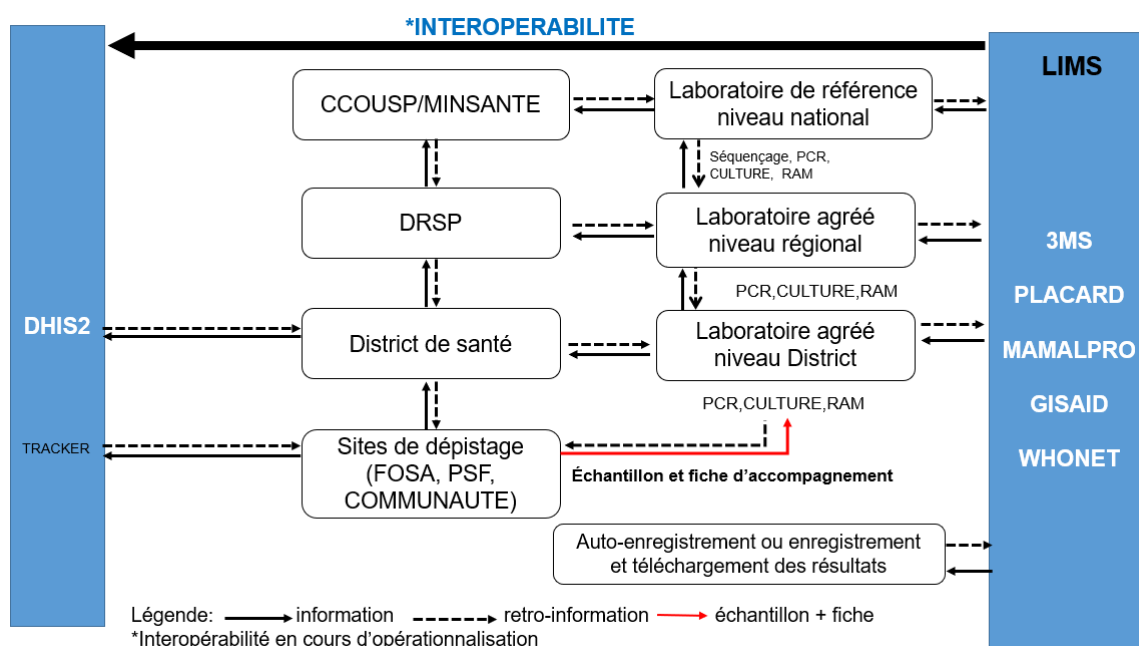 *INTEROPERABILITE
LIMS
CCOUSP/MINSANTE
Laboratoire de référence
niveau national
Séquençage, PCR,
CULTURE, RAM
DRSP
Laboratoire agréé
niveau régional
3MS
PCR,CULTURE,RAM
PLACARD
DHIS2
District de santé
Laboratoire agréé
niveau District
MAMALPRO
PCR,CULTURE,RAM
GISAID
TRACKER
Sites de dépistage
(FOSA, PSF,
COMMUNAUTE)
WHONET
Échantillon et fiche d’accompagnement
Auto-enregistrement ou enregistrement
et téléchargement des résultats
Légende: information retro-information échantillon + fiche
*Interopérabilité en cours d’opérationnalisation